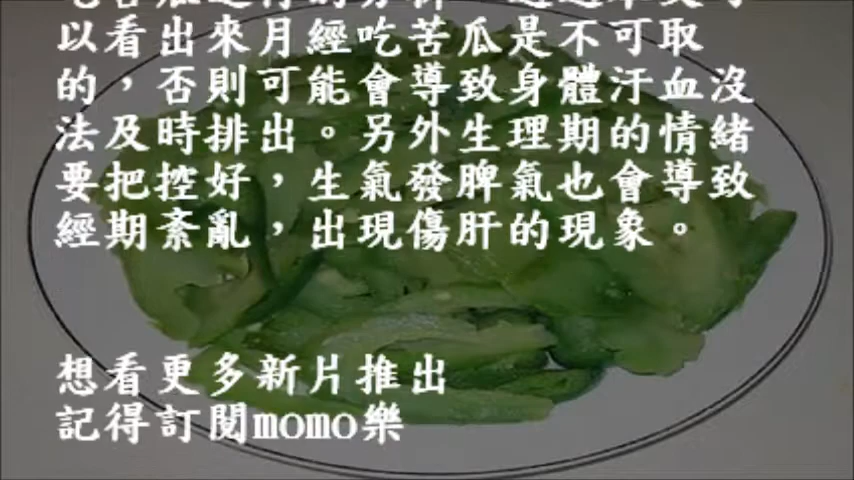 以看出來月經吃苦瓜是不可取
的，否則可能會導致身體汙血沒
法及時排出。另外生理期的情緒
要把控好，生氣發脾氣也會導致
經期紊亂，出現傷肝的現象。
想看更多新片推出
記得訂閱momo樂